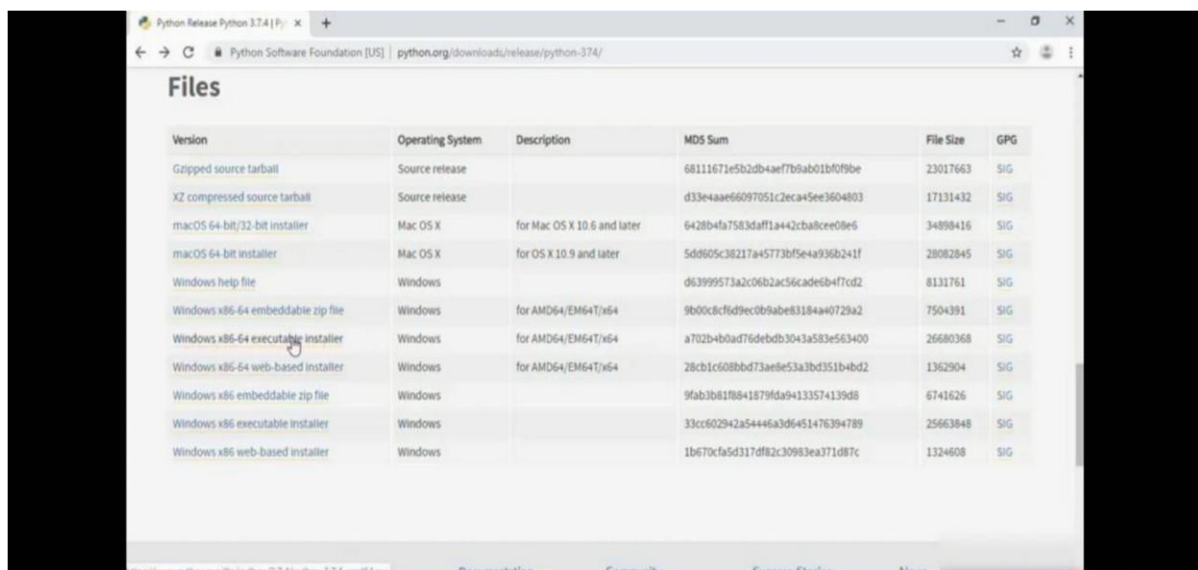 Python Release Python 3.7.4 | Py
Python Software Foundation [US] | python.org/downloads/release/python-374/
Files
Version Operating System Description MD5 Sum File Size GPG
Gzipped source tarball Source release 68111671e5b2db4aef7b9ab01bf0f9be 23017663 SIG
XZ compressed source tarball Source release d33e4aae66097051c2eca45ee3604803 17131432 SIG
macOS 64-bit/32-bit installer Mac OS X for Mac OS X 10.6 and later 6428b4fa7583daff1a442cba8cee08e6 34898416 SIG
macOS 64-bit installer Mac OS X for OS X 10.9 and later 5dd605c38217a45773bf5e4a936b241f 28082845 SIG
Windows help file Windows d63999573a2c06b2ac56cade6b4f7cd2 8131761 SIG
Windows x86-64 embeddable zip file Windows for AMD64/EM64T/x64 9b00c8cf6d9ec0b9abe83184a40729a2 7504391 SIG
Windows x86-64 executable installer Windows for AMD64/EM64T/x64 a702b4b0ad76debdb3043a583e563400 26680368 SIG
Windows x86-64 web-based installer Windows for AMD64/EM64T/x64 28cb1c608bbd73ae8e53a3bd351b4bd2 1362904 SIG
Windows x86 embeddable zip file Windows 9fab3b81f8841879fda94133574139d8 6741626 SIG
Windows x86 executable installer Windows 33cc602942a54446a3d6451476394789 25663848 SIG
Windows x86 web-based installer Windows 1b670cfa5d317df82c30983ea371d87c 1324608 SIG
Documentation Community Success Stories News